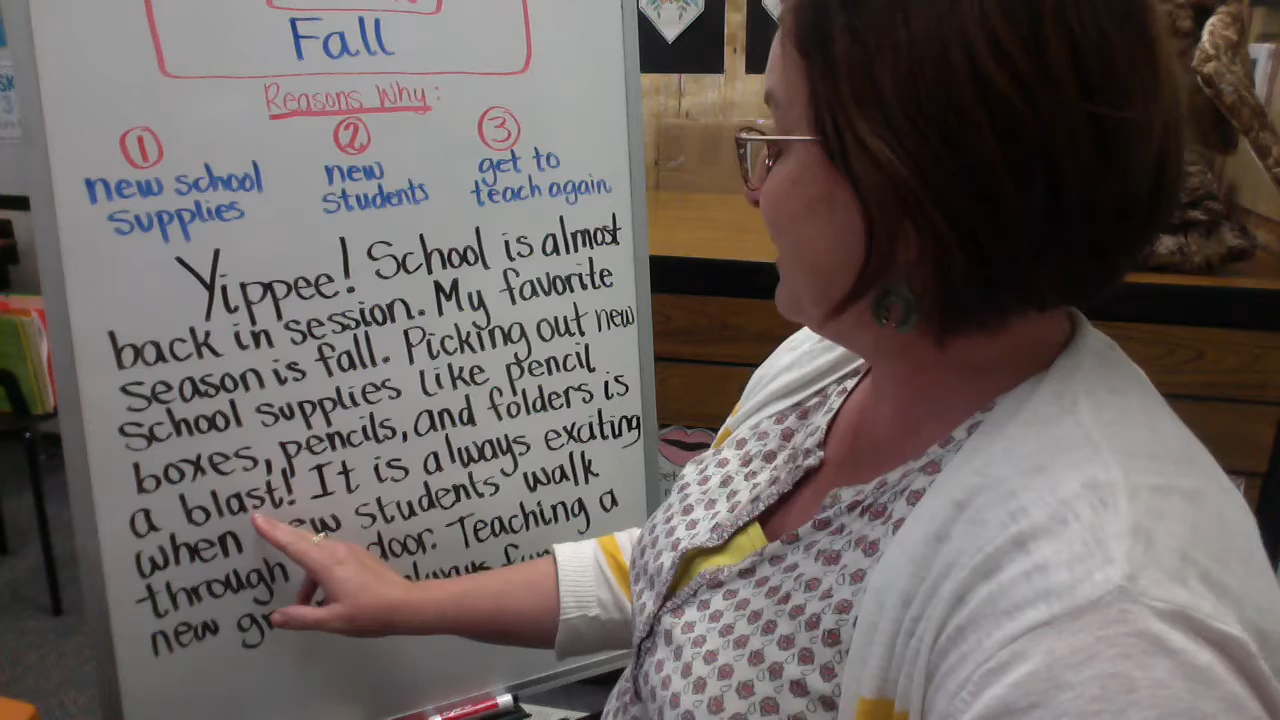 Fall
Reasons Why:
1 2 3
new school supplies
new students
get to teach again
Yippee! School is almost
back in session. My favorite
season is fall. Picking out new
school supplies like pencil
boxes, pencils, and folders is
a blast! It is always exciting
when new students walk
through door. Teaching a
new